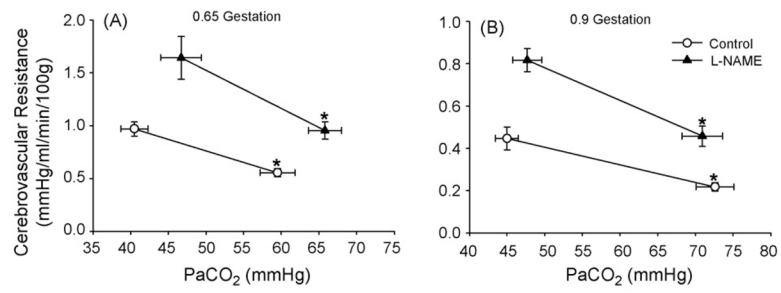 (A)
0.65 Gestation
Cerebrovascular Resistance
(mmHg/ml/min/100g)
2.0
1.5
1.0
0.5
0.0
*
*
35 40 45 50 55 60 65 70 75
PaCO2 (mmHg)
(B)
0.9 Gestation
Control
L-NAME
1.0
0.8
0.6
0.4
0.2
0.0
*
*
40 45 50 55 60 65 70 75 80
PaCO2 (mmHg)